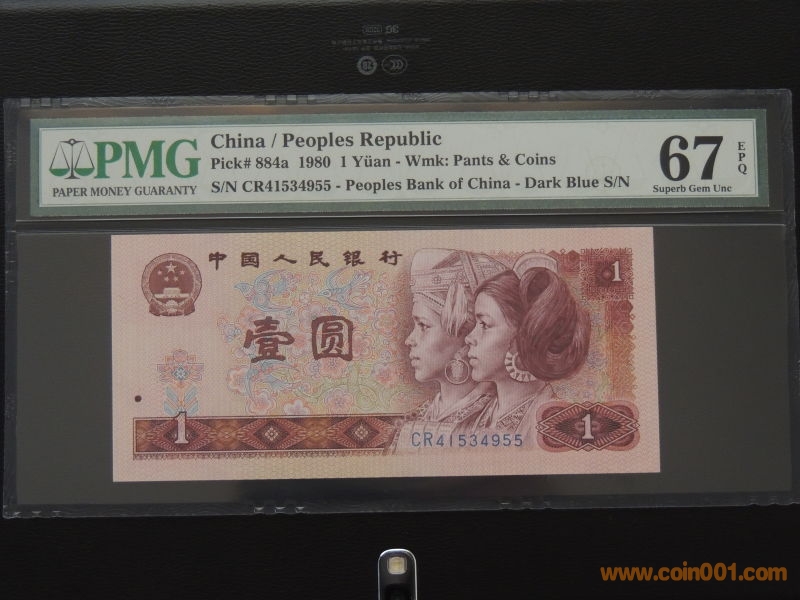 3G
PMG
PAPER MONEY GUARANTY
China / Peoples Republic
Pick# 884a 1980 1 Yüan - Wmk: Pants & Coins
S/N CR41534955 - Peoples Bank of China - Dark Blue S/N
67
EPQ
Superb Gem Unc
中国人民银行
1
壹圆
1
CR41534955
1
www.coin001.com